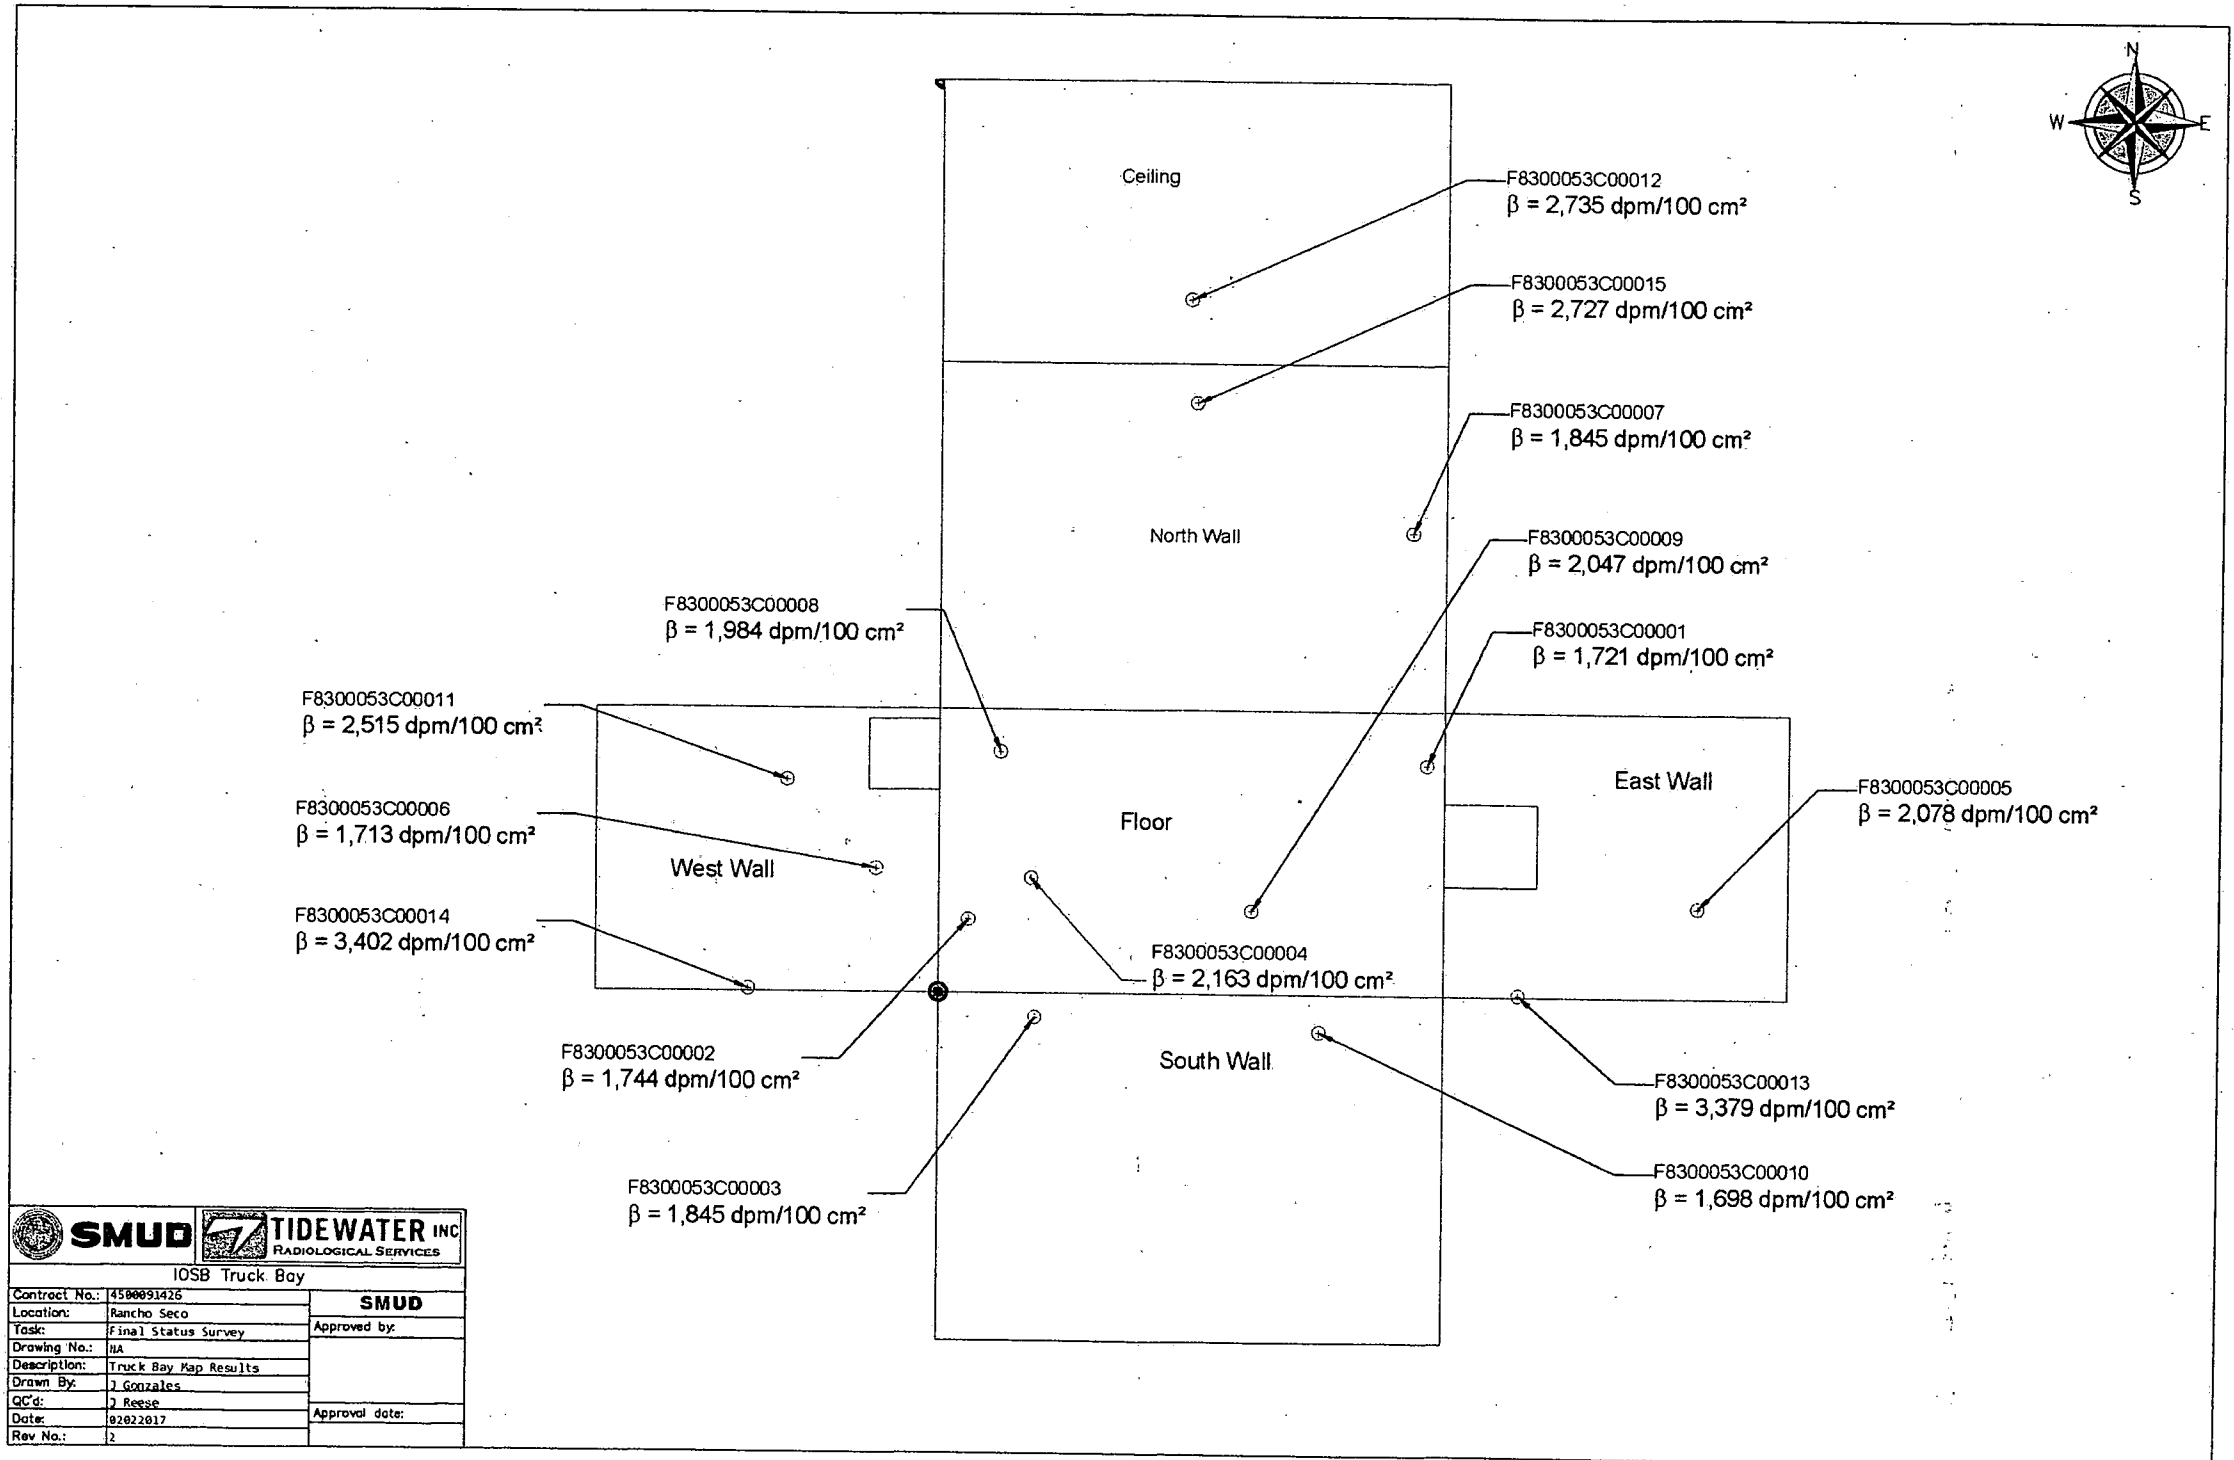 N
W
E
S
Ceiling
F8300053C00012
β = 2,735 dpm/100 cm²
F8300053C00015
β = 2,727 dpm/100 cm²
F8300053C00007
β = 1,845 dpm/100 cm²
North Wall
F8300053C00009
β = 2,047 dpm/100 cm²
F8300053C00008
β = 1,984 dpm/100 cm²
F8300053C00001
β = 1,721 dpm/100 cm²
F8300053C00011
β = 2,515 dpm/100 cm²
East Wall
F8300053C00005
β = 2,078 dpm/100 cm²
F8300053C00006
β = 1,713 dpm/100 cm²
Floor
West Wall
F8300053C00014
β = 3,402 dpm/100 cm²
F8300053C00004
β = 2,163 dpm/100 cm²
F8300053C00002
β = 1,744 dpm/100 cm²
South Wall
F8300053C00013
β = 3,379 dpm/100 cm²
F8300053C00003
β = 1,845 dpm/100 cm²
F8300053C00010
β = 1,698 dpm/100 cm²
SMUD
TIDEWATER INC
RADIOLOGICAL SERVICES
IOSB Truck Bay
Contract No.: 4500091426
SMUD
Location: Rancho Seco
Task: Final Status Survey
Approved by:
Drawing No.: NA
Description: Truck Bay Map Results
Drawn By: J Gonzales
QC'd: J Reese
Date: 02022017
Approval date:
Rev No.: 2